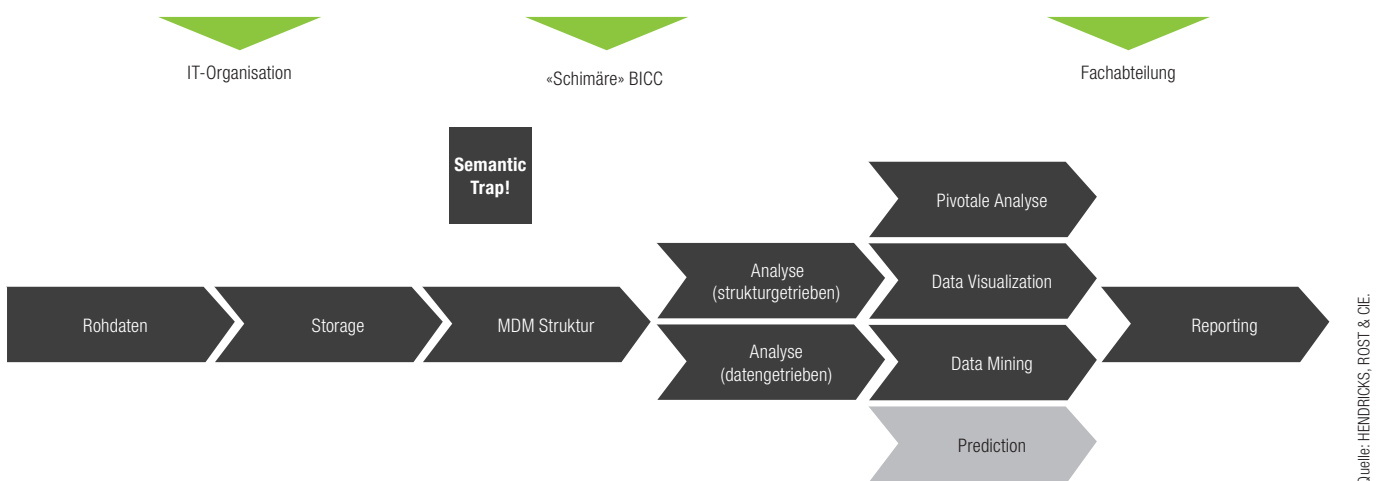 IT-Organisation
«Schimäre» BICC
Fachabteilung
Semantic
Trap!
Rohdaten
Storage
MDM Struktur
Analyse
(strukturgetrieben)
Analyse
(datengetrieben)
Pivotale Analyse
Data Visualization
Data Mining
Prediction
Reporting
Quelle: HENDRICKS, ROST & CIE.